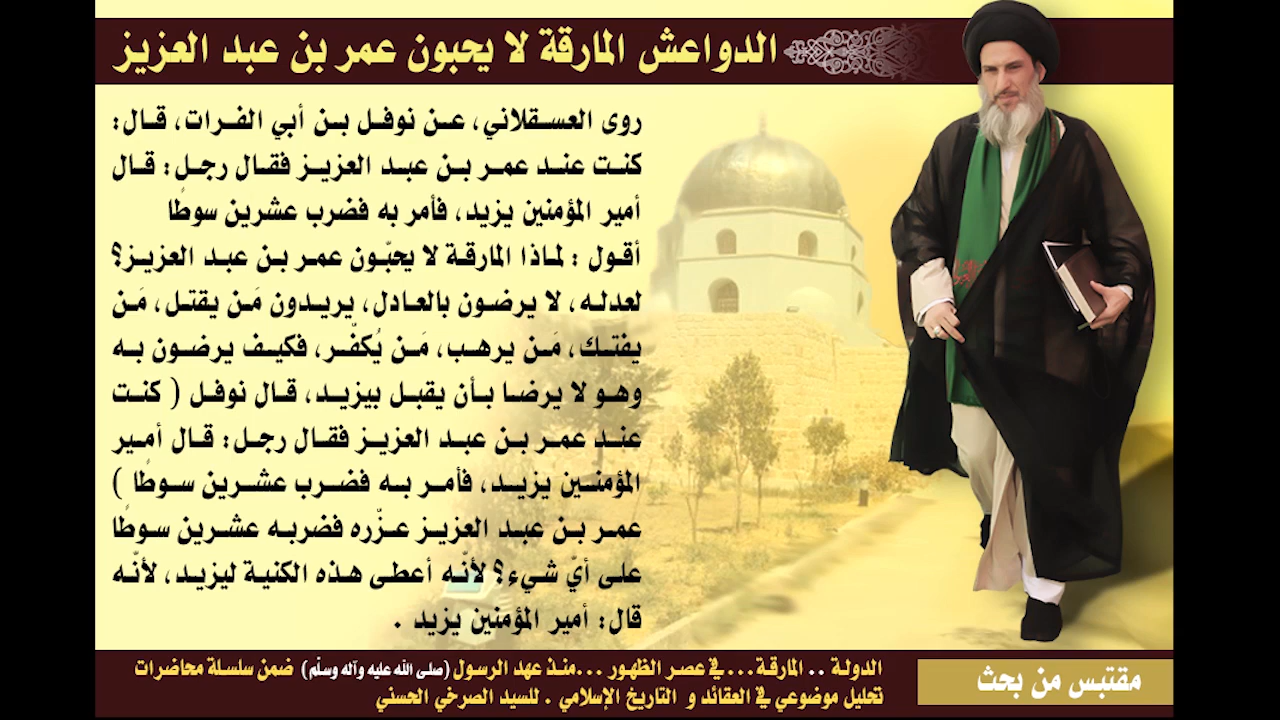 الدواعش المارقة لا يحبون عمر بن عبد العزيز
روى العسقلاني، عن نوفل بن أبي الفرات، قال:
كنت عند عمر بن عبد العزيز فقال رجل: قال
أمير المؤمنين يزيد، فأمر به فضرب عشرين سوطًا
أقول : لماذا المارقة لا يحبّون عمر بن عبد العزيز؟
لعدله، لا يرضون بالعادل، يريدون مَن يقتل، مَن
يفتك، مَن يرهب، مَن يُكفّر، فكيف يرضون به
وهو لا يرضا بأن يقبل بيزيد، قال نوفل ( كنت
عند عمر بن عبد العزيز فقال رجل: قال أمير
المؤمنين يزيد، فأمر به فضرب عشرين سوطًا )
عمر بن عبد العزيز عزّره فضربه عشرين سوطًا
على أيّ شيء؟ لأنّه أعطى هذه الكنية ليزيد، لأنّه
قال: أمير المؤمنين يزيد .
مقتبس من بحث
الدولة .. المارقة...في عصر الظهور ...منذ عهد الرسول (صلى الله عليه وآله وسلّم) ضمن سلسلة محاضرات
تحليل موضوعي في العقائد و التاريخ الإسلامي . للسيد الصرخي الحسني